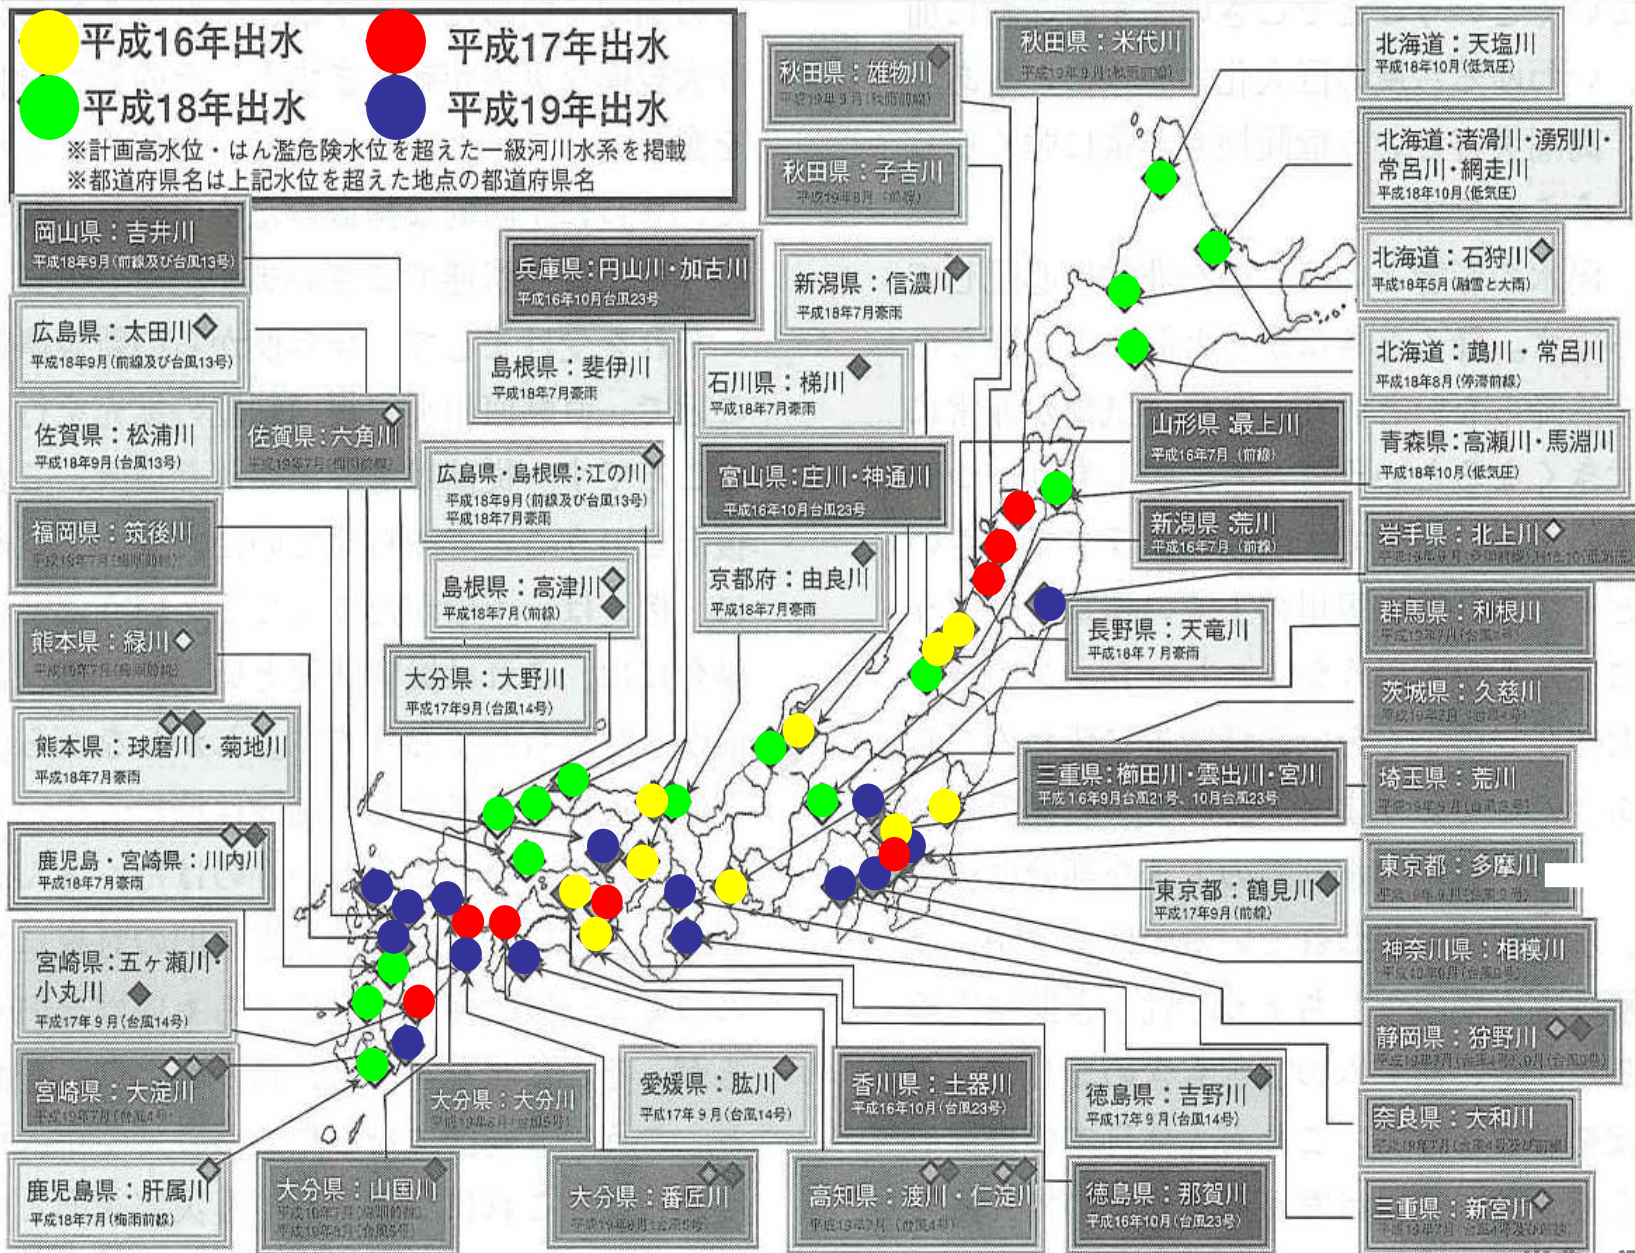 平成16年出水
平成17年出水
平成18年出水
平成19年出水
※計画高水位・はん濫危険水位を超えた一級河川水系を掲載
※都道府県名は上記水位を超えた地点の都道府県名
秋田県：雄物川
秋田県：米代川
北海道：天塩川
平成18年10月(低気圧)
北海道：渚滑川・湧別川・
常呂川・網走川
平成18年10月(低気圧)
秋田県：子吉川
岡山県：吉井川
平成18年9月(前線及び台風13号)
兵庫県：円山川・加古川
平成16年10月台風23号
新潟県：信濃川
平成18年7月豪雨
北海道：石狩川
平成18年5月(融雪と大雨)
広島県：太田川
平成18年9月(前線及び台風13号)
島根県：斐伊川
平成18年7月豪雨
石川県：梯川
平成18年7月豪雨
北海道：鵡川・常呂川
平成18年8月(停滞前線)
佐賀県：松浦川
平成18年9月(台風13号)
佐賀県：六角川
広島県・島根県：江の川
平成18年9月(前線及び台風13号)
平成18年7月豪雨
富山県：庄川・神通川
平成16年10月台風23号
山形県：最上川
平成16年7月（前線）
青森県：高瀬川・馬淵川
平成18年10月(低気圧)
福岡県：筑後川
新潟県：荒川
平成16年7月（前線）
岩手県：北上川
島根県：高津川
平成18年7月(前線)
京都府：由良川
平成18年7月豪雨
群馬県：利根川
熊本県：緑川
長野県：天竜川
平成18年7月豪雨
大分県：大野川
平成17年9月(台風14号)
茨城県：久慈川
熊本県：球磨川・菊地川
平成18年7月豪雨
三重県：櫛田川・雲出川・宮川
平成16年9月台風21号、10月台風23号
埼玉県：荒川
鹿児島・宮崎県：川内川
平成18年7月豪雨
東京都：多摩川
東京都：鶴見川
平成17年9月(前線)
宮崎県：五ヶ瀬川・
小丸川
平成17年9月(台風14号)
神奈川県：相模川
静岡県：狩野川
宮崎県：大淀川
大分県：大分川
愛媛県：肱川
平成17年9月(台風14号)
香川県：土器川
平成16年10月(台風23号)
徳島県：吉野川
平成17年9月(台風14号)
奈良県：大和川
鹿児島県：肝属川
平成18年7月(梅雨前線)
大分県：山国川
大分県：番匠川
高知県：渡川・仁淀川
徳島県：那賀川
平成16年10月(台風23号)
三重県：新宮川